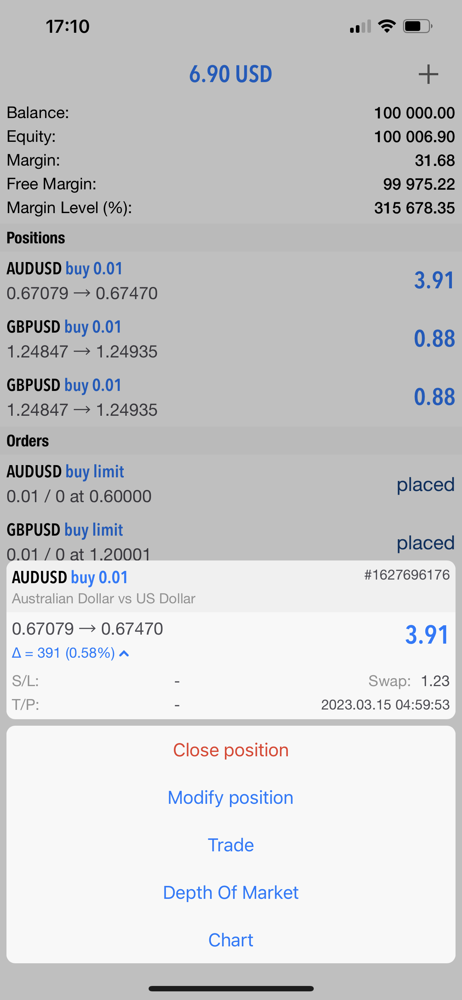 17:10
6.90 USD
Balance: 100 000.00
Equity: 100 006.90
Margin: 31.68
Free Margin: 99 975.22
Margin Level (%): 315 678.35
Positions
AUDUSD buy 0.01
0.67079 → 0.67470
3.91
GBPUSD buy 0.01
1.24847 → 1.24935
0.88
GBPUSD buy 0.01
1.24847 → 1.24935
0.88
Orders
AUDUSD buy limit
0.01 / 0 at 0.60000
placed
GBPUSD buy limit
0.01 / 0 at 1.20001
placed
AUDUSD buy 0.01 #1627696176
Australian Dollar vs US Dollar
0.67079 → 0.67470
3.91
Δ = 391 (0.58%)
S/L: - Swap: 1.23
T/P: - 2023.03.15 04:59:53
Close position
Modify position
Trade
Depth Of Market
Chart